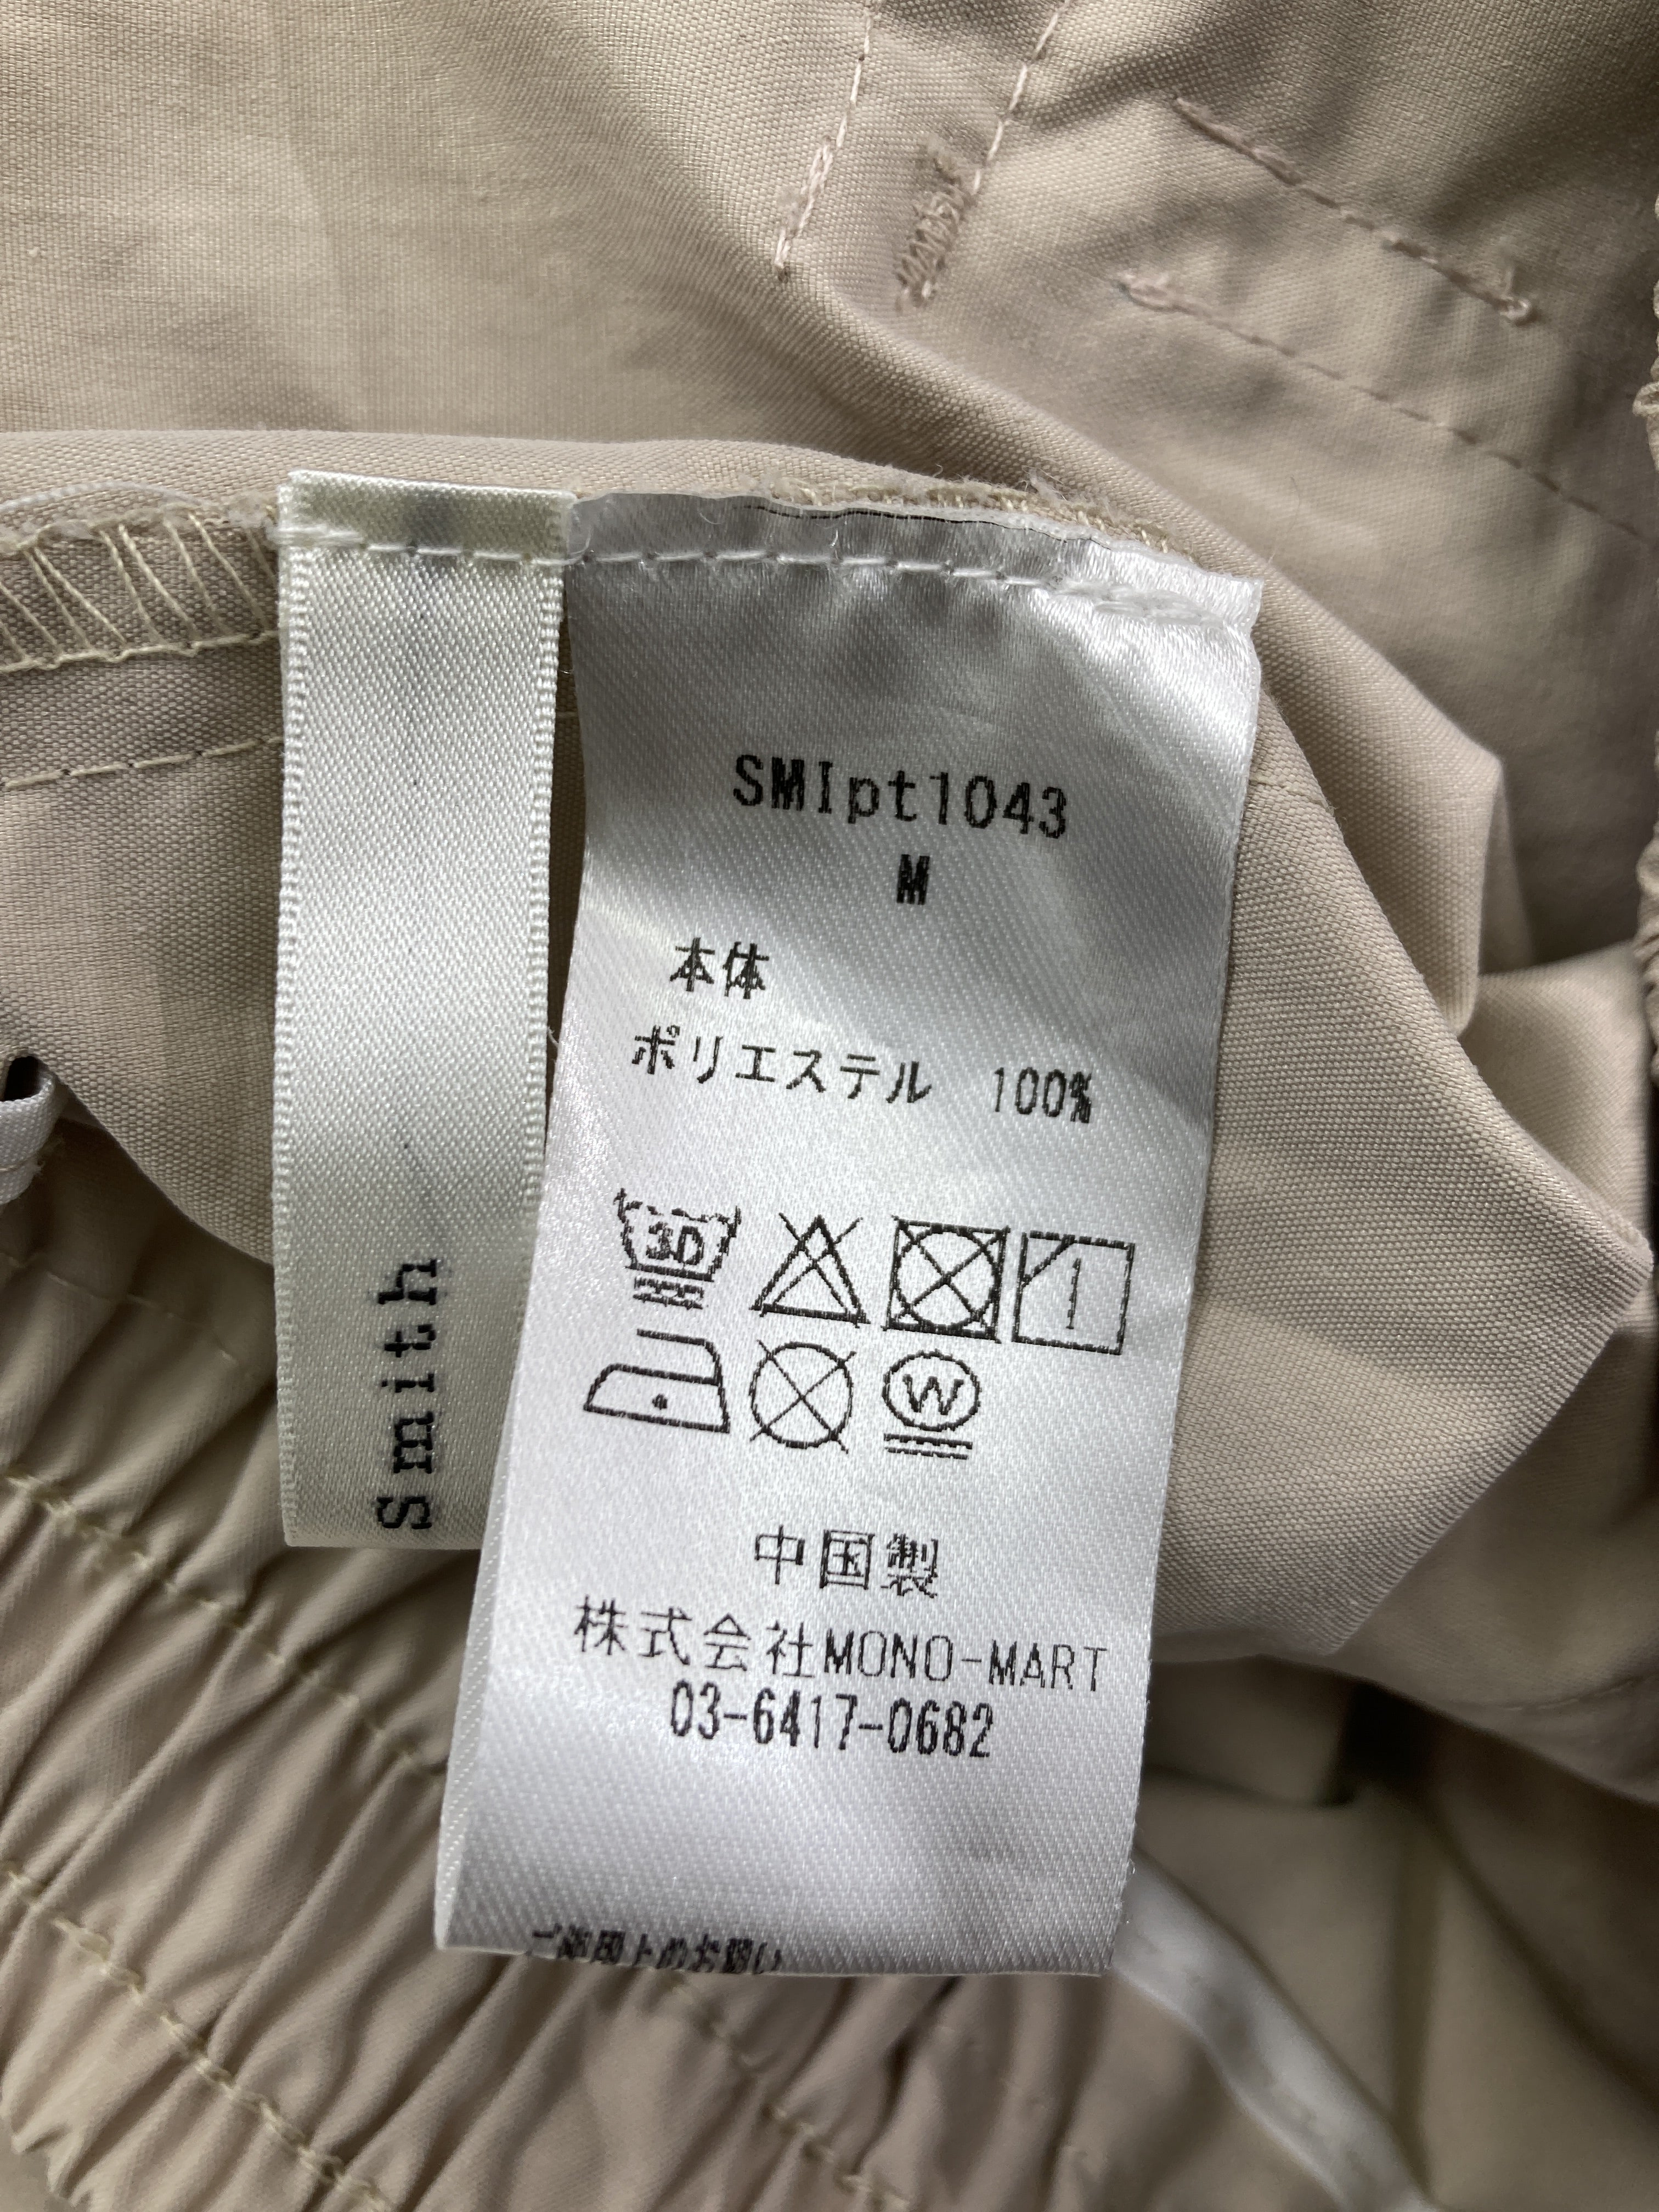 Smith
SMIpt1043
M
本体
ポリエステル 100%
30
W
中国製
株式会社MONO-MART
03-6417-0682